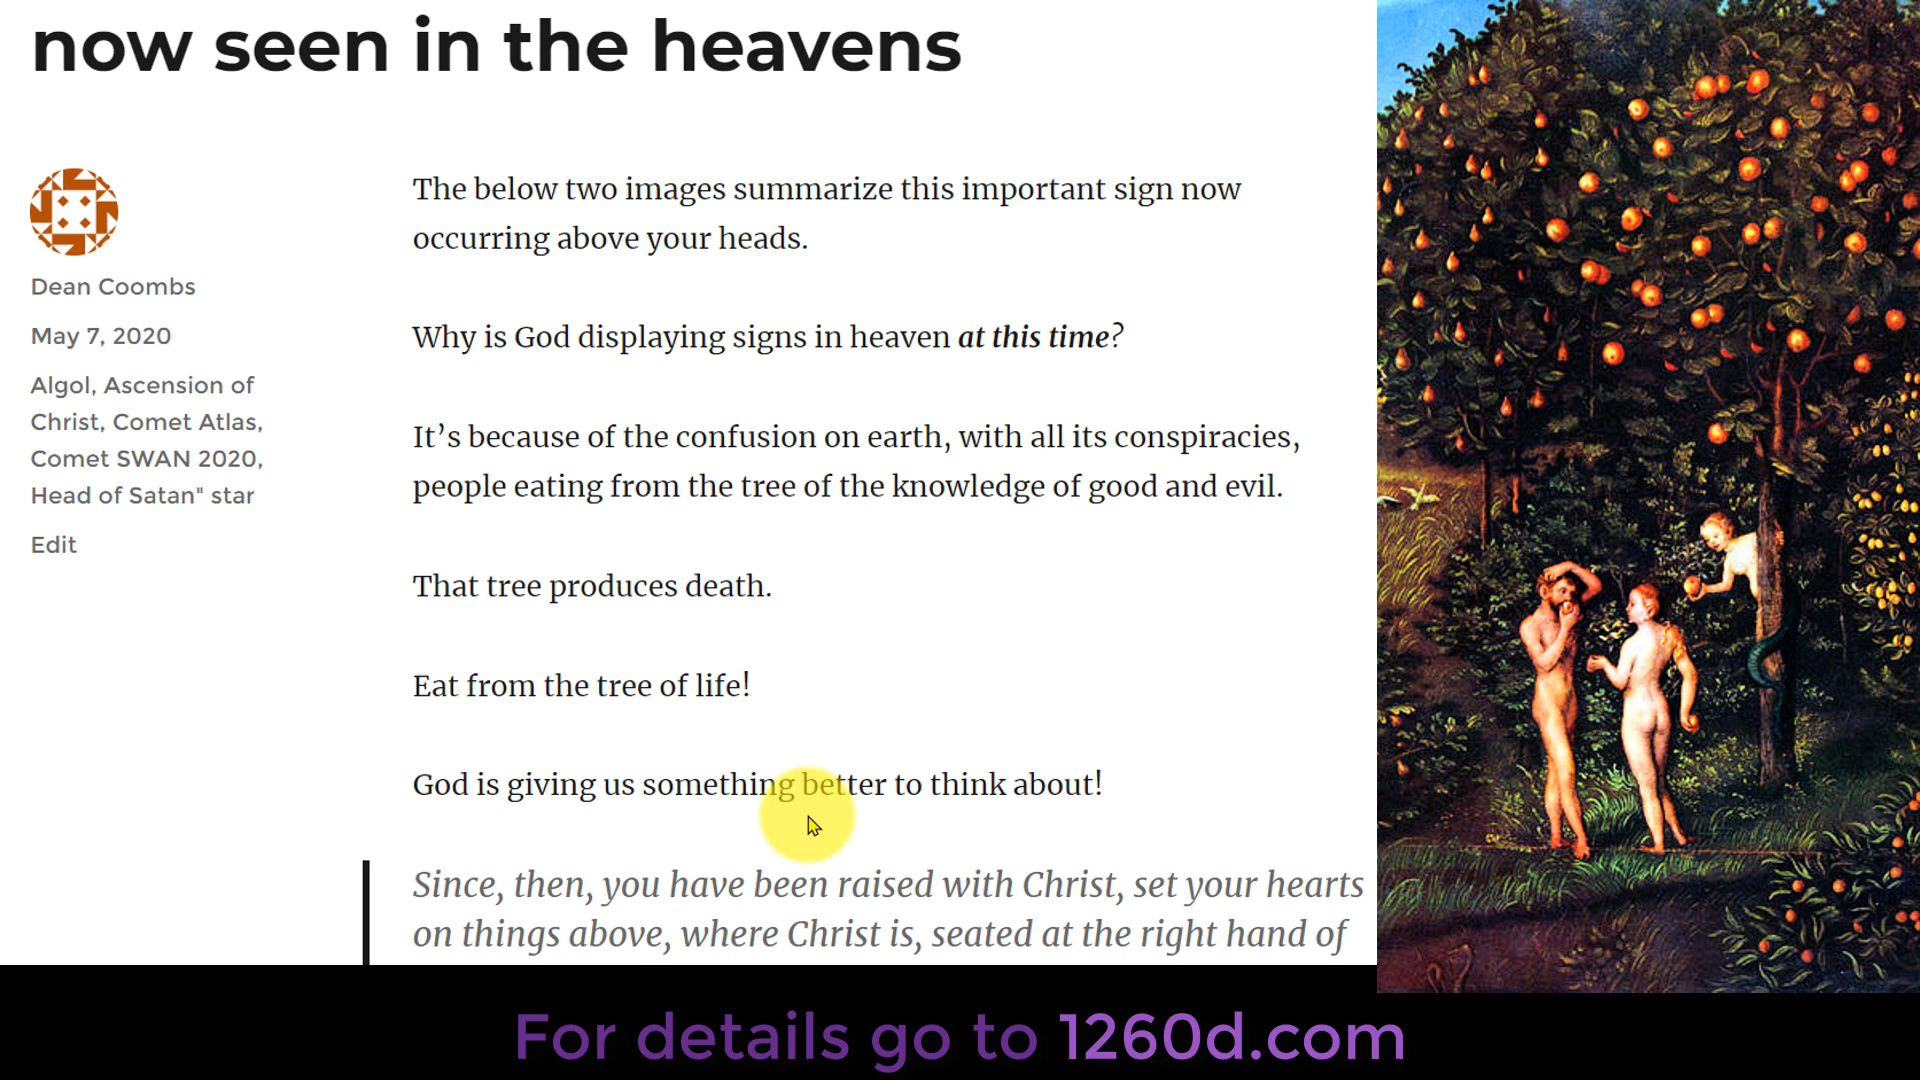 now seen in the heavens
Dean Coombs
May 7, 2020
Algol, Ascension of
Christ, Comet Atlas,
Comet SWAN 2020,
Head of Satan" star
Edit
The below two images summarize this important sign now
occurring above your heads.
Why is God displaying signs in heaven at this time?
It’s because of the confusion on earth, with all its conspiracies,
people eating from the tree of the knowledge of good and evil.
That tree produces death.
Eat from the tree of life!
God is giving us something better to think about!
Since, then, you have been raised with Christ, set your hearts
on things above, where Christ is, seated at the right hand of
For details go to 1260d.com